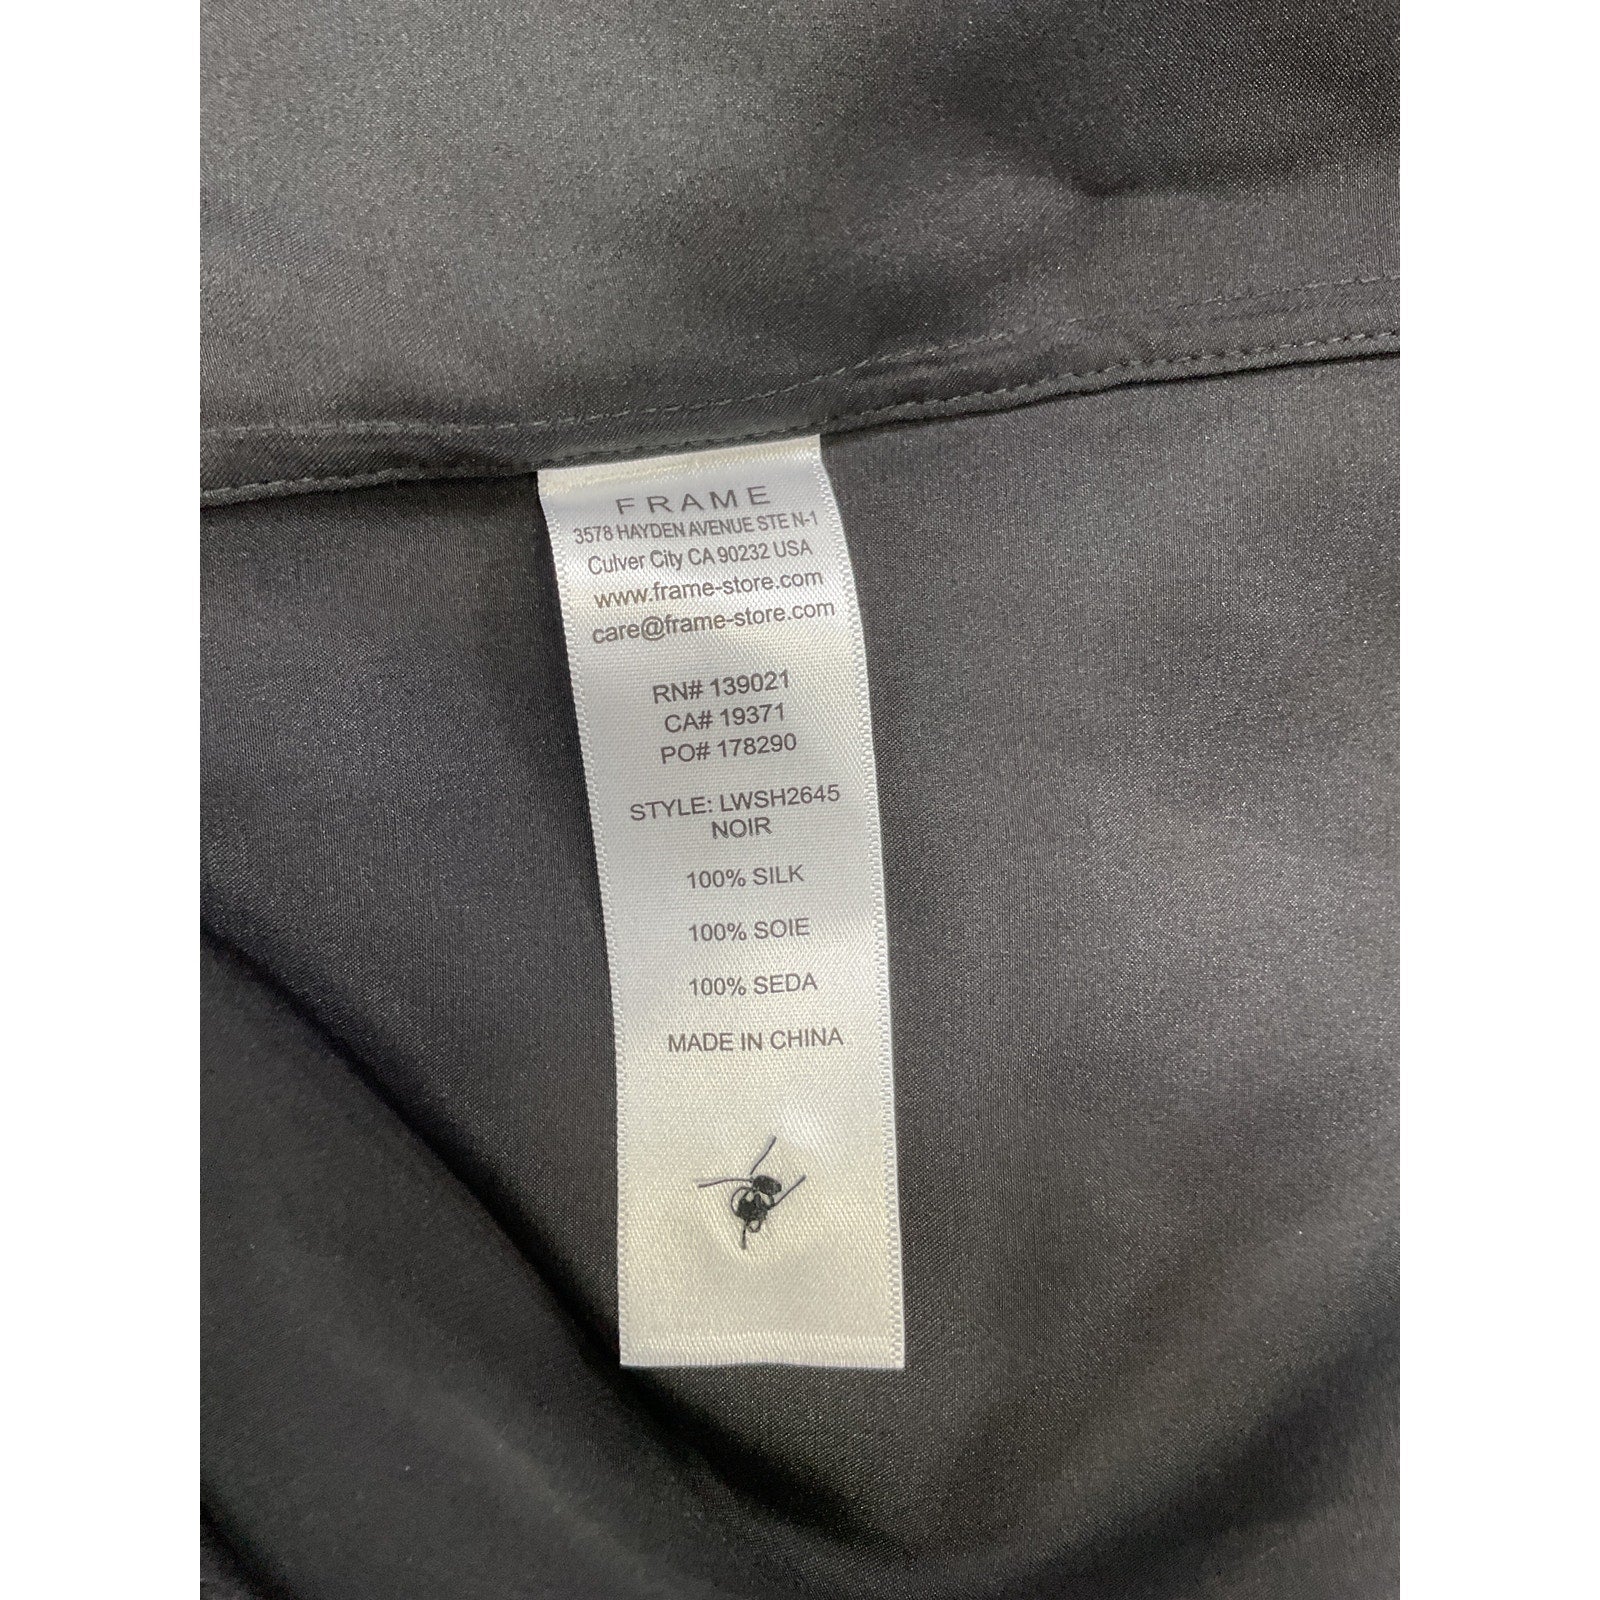 FRAME
3578 HAYDEN AVENUE STE N-1
Culver City CA 90232 USA
www.frame-store.com
care@frame-store.com
RN# 139021
CA# 19371
PO# 178290
STYLE: LWSH2645
NOIR
100% SILK
100% SOIE
100% SEDA
MADE IN CHINA